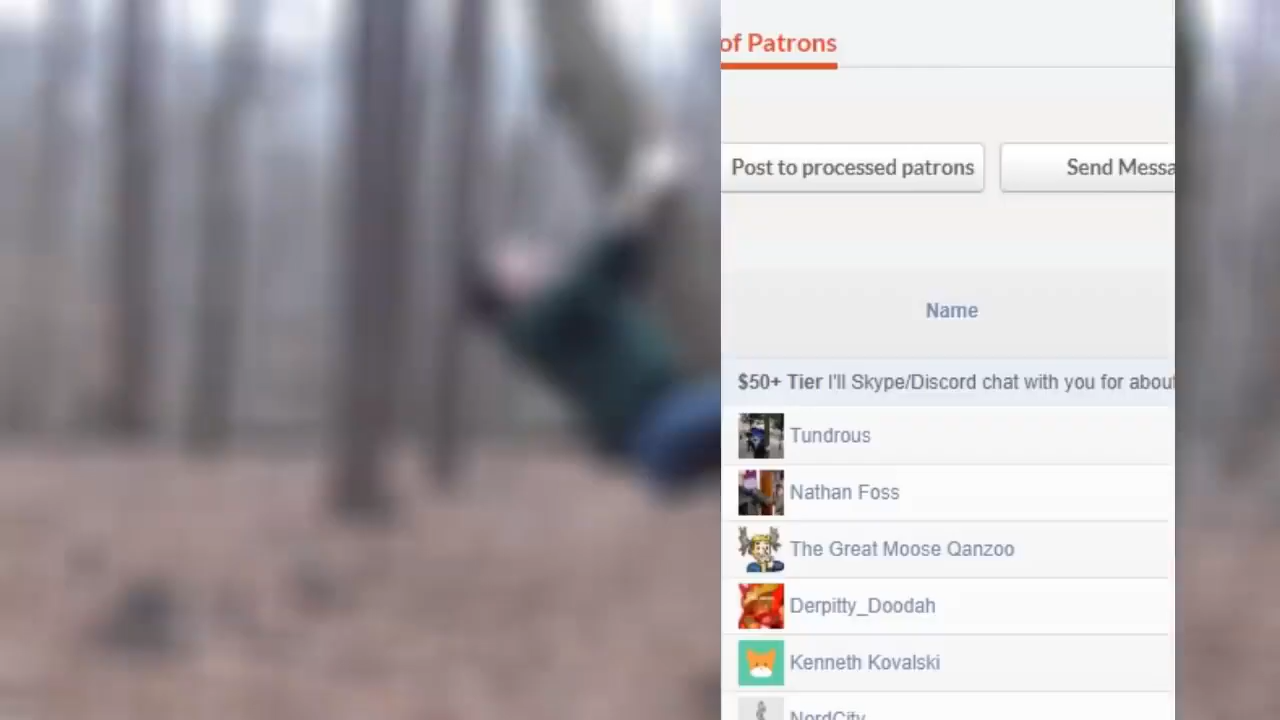 of Patrons
Post to processed patrons
Send Messa
Name
$50+ Tier I'll Skype/Discord chat with you for about
Tundrous
Nathan Foss
The Great Moose Qanzoo
Derpitty_Doodah
Kenneth Kovalski
NordCity